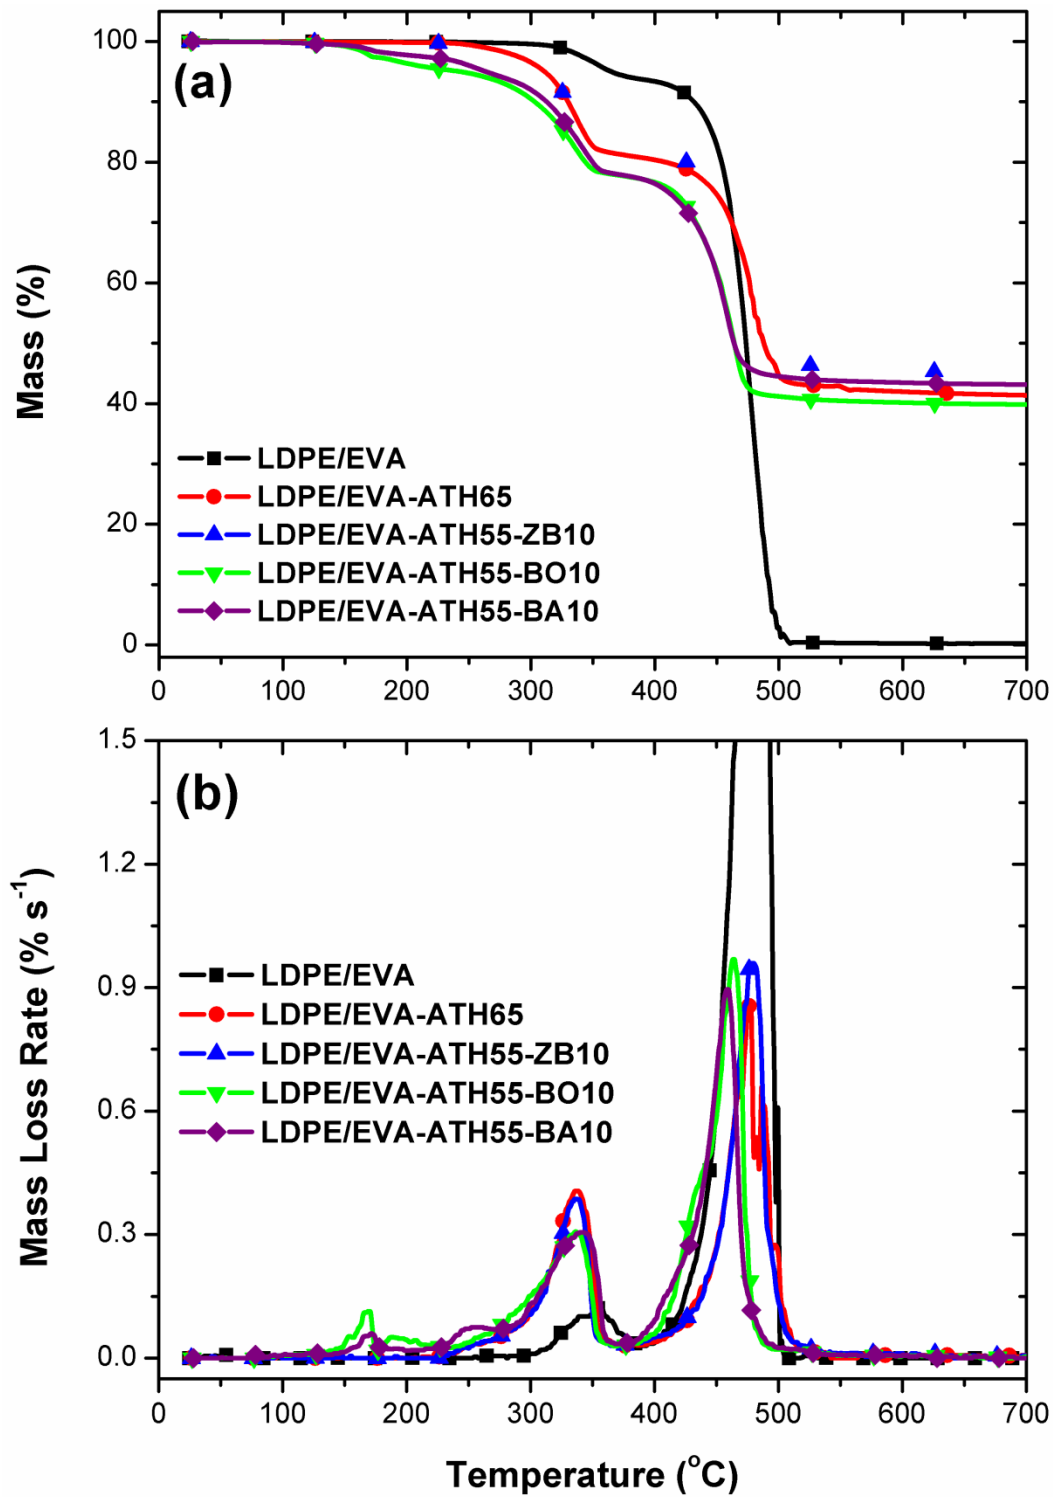 100
(a)
80
60
Mass (%)
40
LDPE/EVA
LDPE/EVA-ATH65
20
LDPE/EVA-ATH55-ZB10
LDPE/EVA-ATH55-BO10
LDPE/EVA-ATH55-BA10
0
0 100 200 300 400 500 600 700
1.5
(b)
1.2
Mass Loss Rate (% s⁻¹)
LDPE/EVA
0.9
LDPE/EVA-ATH65
LDPE/EVA-ATH55-ZB10
LDPE/EVA-ATH55-BO10
0.6
LDPE/EVA-ATH55-BA10
0.3
0.0
0 100 200 300 400 500 600 700
Temperature (°C)